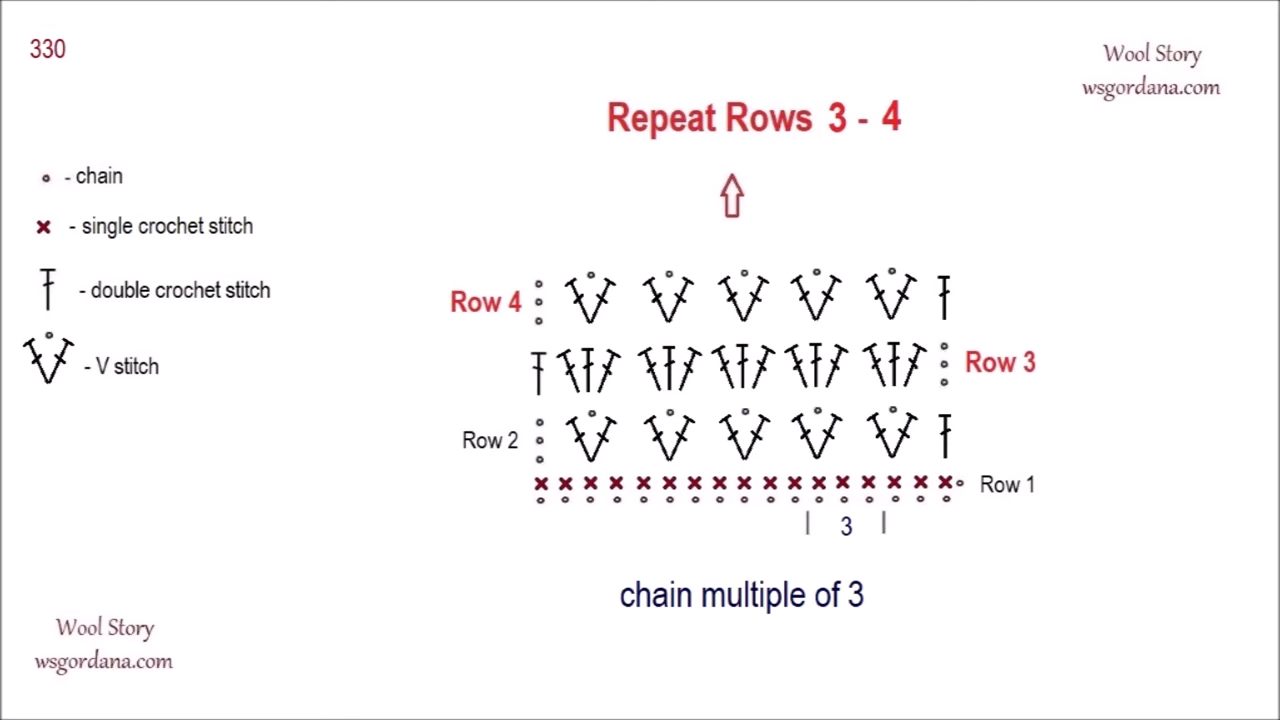 330
Wool Story
wsgordana.com
Repeat Rows 3 - 4
- chain
- single crochet stitch
- double crochet stitch
- V stitch
Row 4
Row 3
Row 2
Row 1
3
chain multiple of 3
Wool Story
wsgordana.com